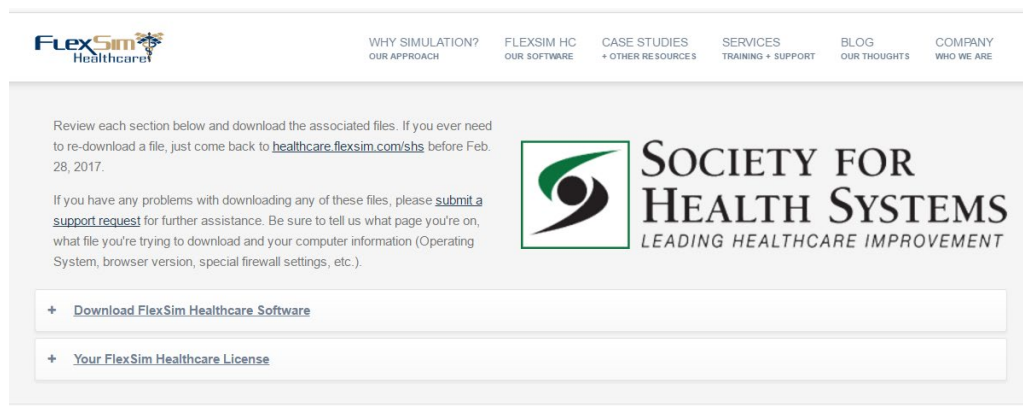 FLexSim
Healthcare
WHY SIMULATION?
OUR APPROACH
FLEXSIM HC
OUR SOFTWARE
CASE STUDIES
+ OTHER RESOURCES
SERVICES
TRAINING + SUPPORT
BLOG
OUR THOUGHTS
COMPANY
WHO WE ARE
Review each section below and download the associated files. If you ever need
to re-download a file, just come back to healthcare.flexsim.com/shs before Feb.
28, 2017.
If you have any problems with downloading any of these files, please submit a
support request for further assistance. Be sure to tell us what page you're on,
what file you're trying to download and your computer information (Operating
System, browser version, special firewall settings, etc.).
SOCIETY FOR
HEALTH SYSTEMS
LEADING HEALTHCARE IMPROVEMENT
+ Download FlexSim Healthcare Software
+ Your FlexSim Healthcare License